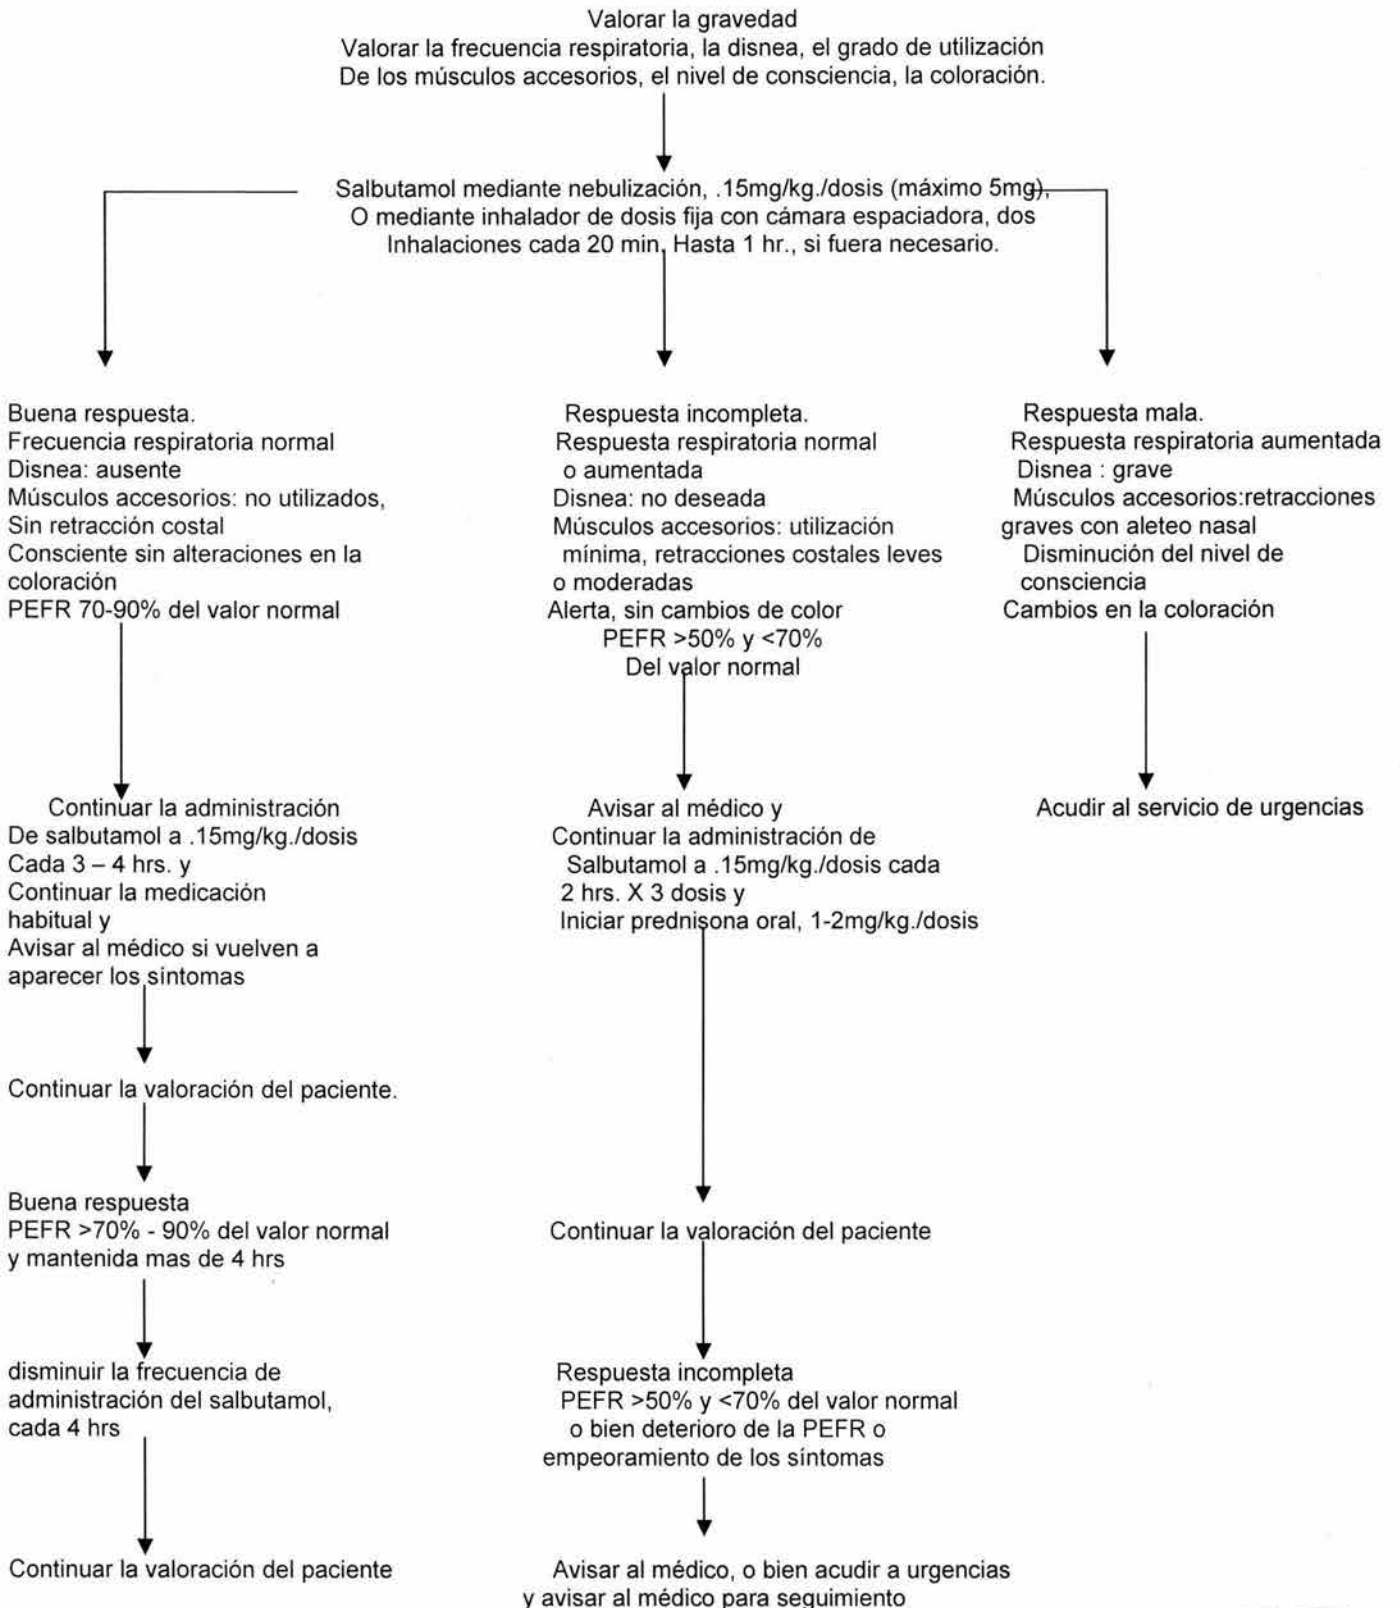 Valorar la gravedad
Valorar la frecuencia respiratoria, la disnea, el grado de utilización
De los músculos accesorios, el nivel de consciencia, la coloración.
Salbutamol mediante nebulización, .15mg/kg./dosis (máximo 5mg),
O mediante inhalador de dosis fija con cámara espaciadora, dos
Inhalaciones cada 20 min, Hasta 1 hr., si fuera necesario.
Buena respuesta.
Frecuencia respiratoria normal
Disnea: ausente
Músculos accesorios: no utilizados,
Sin retracción costal
Consciente sin alteraciones en la
coloración
PEFR 70-90% del valor normal
Respuesta incompleta.
Respuesta respiratoria normal
o aumentada
Disnea: no deseada
Músculos accesorios: utilización
mínima, retracciones costales leves
o moderadas
Alerta, sin cambios de color
PEFR >50% y <70%
Del valor normal
Respuesta mala.
Respuesta respiratoria aumentada
Disnea : grave
Músculos accesorios:retracciones
graves con aleteo nasal
Disminución del nivel de
consciencia
Cambios en la coloración
Continuar la administración
De salbutamol a .15mg/kg./dosis
Cada 3 – 4 hrs. y
Continuar la medicación
habitual y
Avisar al médico si vuelven a
aparecer los síntomas
Avisar al médico y
Continuar la administración de
Salbutamol a .15mg/kg./dosis cada
2 hrs. X 3 dosis y
Iniciar prednisona oral, 1-2mg/kg./dosis
Acudir al servicio de urgencias
Continuar la valoración del paciente.
Buena respuesta
PEFR >70% - 90% del valor normal
y mantenida mas de 4 hrs
Continuar la valoración del paciente
disminuir la frecuencia de
administración del salbutamol,
cada 4 hrs
Respuesta incompleta
PEFR >50% y <70% del valor normal
o bien deterioro de la PEFR o
empeoramiento de los síntomas
Continuar la valoración del paciente
Avisar al médico, o bien acudir a urgencias
y avisar al médico para seguimiento